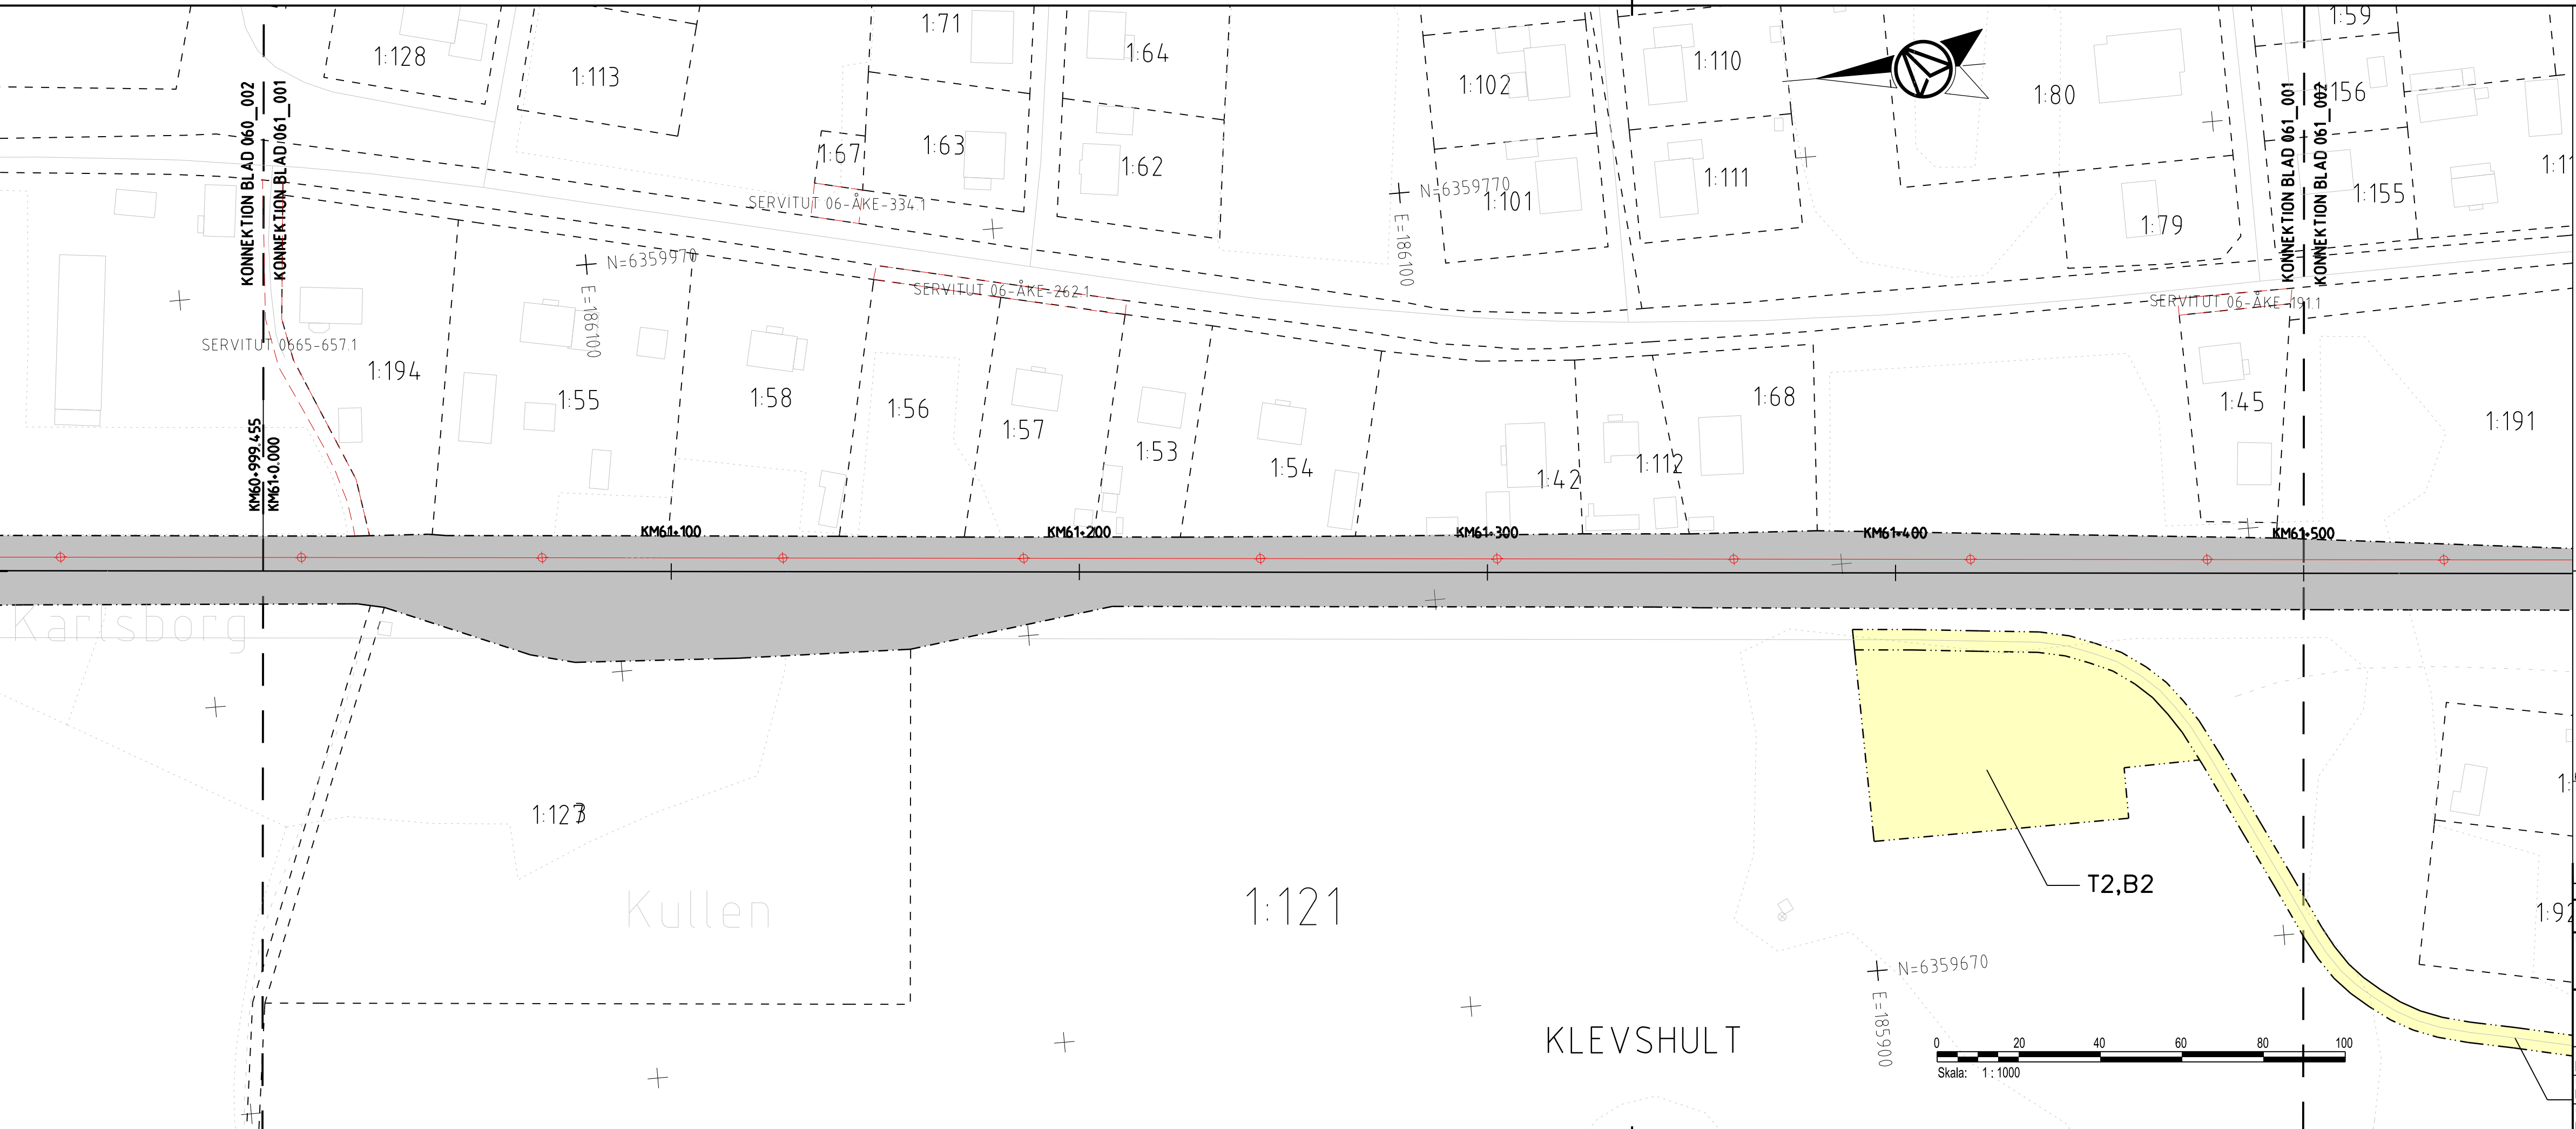 1:128
1:113
1:71
1:64
1:102
1:110
1:80
1:59
156
KONNEKTION BLAD 060_002
KONNEKTION BLAD 061_001
1:67
1:63
1:62
1:101
1:111
1:79
1:155
KONNEKTION BLAD 061_001
KONNEKTION BLAD 061_002
SERVITUT 06-ÅKE-334.1
N=6359770
E=186100
N=6359970
E=186100
SERVITUT 06-ÅKE-262.1
SERVITUT 06-ÅKE-191.1
SERVITUT 0665-657.1
1:194
1:55
1:58
1:56
1:57
1:53
1:54
1:42
1:112
1:68
1:45
1:191
KM60+999.455
KM61+0.000
KM61+100
KM61+200
KM61+300
KM61+400
KM61+500
Karlsborg
Kullen
1:121
T2,B2
1:92
N=6359670
E=185900
KLEVSHULT
0 20 40 60 80 100
Skala: 1 : 1000